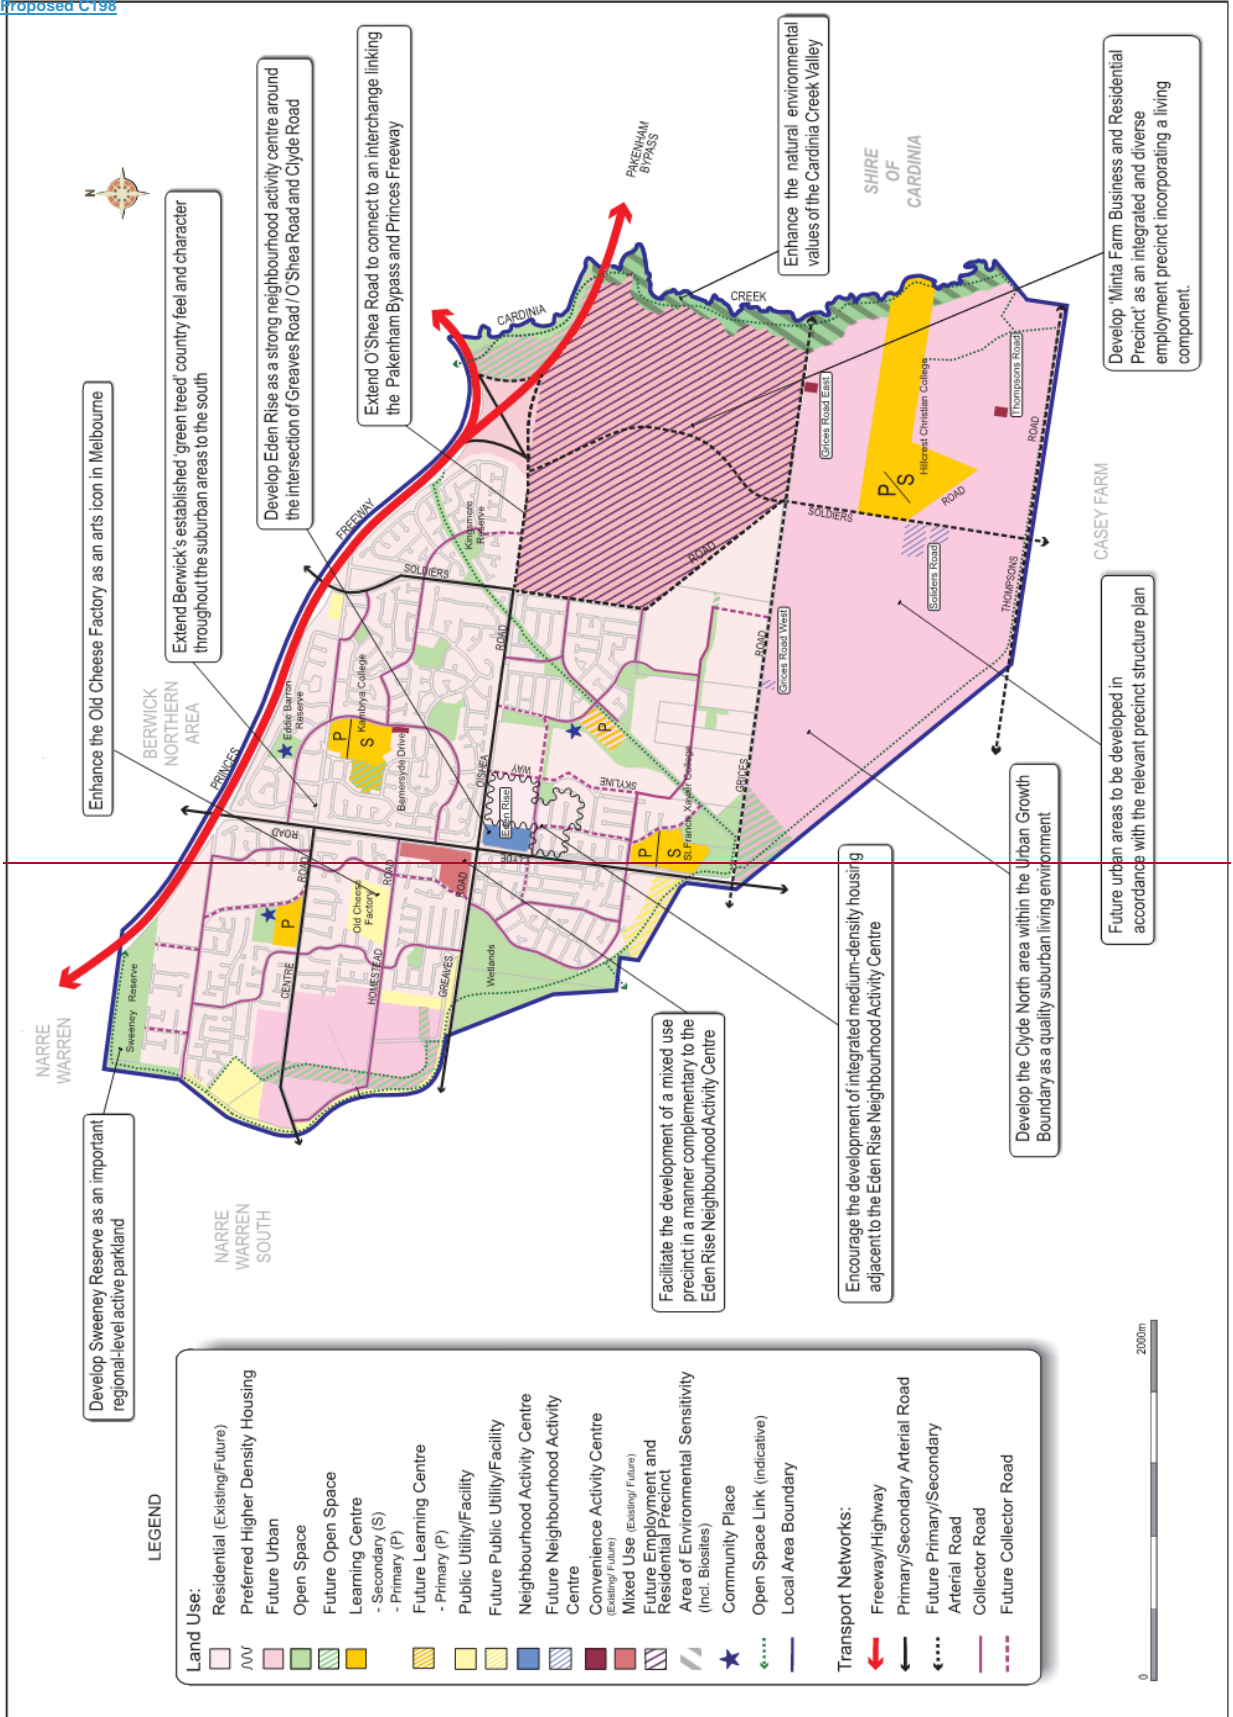 Proposed C198
N
Enhance the Old Cheese Factory as an arts icon in Melbourne
Extend Berwick's established 'green treed' country feel and character
throughout the suburban areas to the south
Develop Eden Rise as a strong neighbourhood activity centre around
the intersection of Greaves Road / O'Shea Road and Clyde Road
Extend O'Shea Road to connect to an interchange linking
the Pakenham Bypass and Princes Freeway
Enhance the natural environmental
values of the Cardinia Creek Valley
Develop 'Minta Farm Business and Residential
Precinct' as an integrated and diverse
employment precinct incorporating a living
component.
Develop Sweeney Reserve as an important
regional-level active parkland
Facilitate the development of a mixed use
precinct in a manner complementary to the
Eden Rise Neighbourhood Activity Centre
Encourage the development of integrated medium-density housing
adjacent to the Eden Rise Neighbourhood Activity Centre
Develop the Clyde North area within the Urban Growth
Boundary as a quality suburban living environment
Future urban areas to be developed in
accordance with the relevant precinct structure plan
NARRE
WARREN
BERWICK
NORTHERN
AREA
NARRE
WARREN
SOUTH
SHIRE
OF
CARDINIA
CASEY FARM
PAKENHAM
BYPASS
PRINCES
FREEWAY
CARDINIA
CREEK
Sweeney Reserve
Eddie Barron
Reserve
Kambrya College
P
S
Bemersyde Drive
Kingsmere
Reserve
SOLDIERS
ROAD
O'SHEA
ROAD
ROAD
CENTRE
ROAD
P
Old Cheese
Factory
HOMESTEAD
ROAD
GREAVES
ROAD
Wetlands
CLYDE
Eden Rise
WAY
SKYLINE
P
P
S
St.Francis Xavier College
GRICES
ROAD
Grices Road West
Grices Road East
P
S
Hillcrest Christian College
SOLDIERS
ROAD
Soldiers Road
Thompsons Road
THOMPSONS
ROAD
LEGEND
Land Use:
Residential (Existing/Future)
Preferred Higher Density Housing
Future Urban
Open Space
Future Open Space
Learning Centre
- Secondary (S)
- Primary (P)
Future Learning Centre
- Primary (P)
Public Utility/Facility
Future Public Utility/Facility
Neighbourhood Activity Centre
Future Neighbourhood Activity
Centre
Convenience Activity Centre
(Existing/ Future)
Mixed Use (Existing/ Future)
Future Employment and
Residential Precinct
Area of Environmental Sensitivity
(Incl. Biosites)
Community Place
Open Space Link (indicative)
Local Area Boundary
Transport Networks:
Freeway/Highway
Primary/Secondary Arterial Road
Future Primary/Secondary
Arterial Road
Collector Road
Future Collector Road
0
2000m